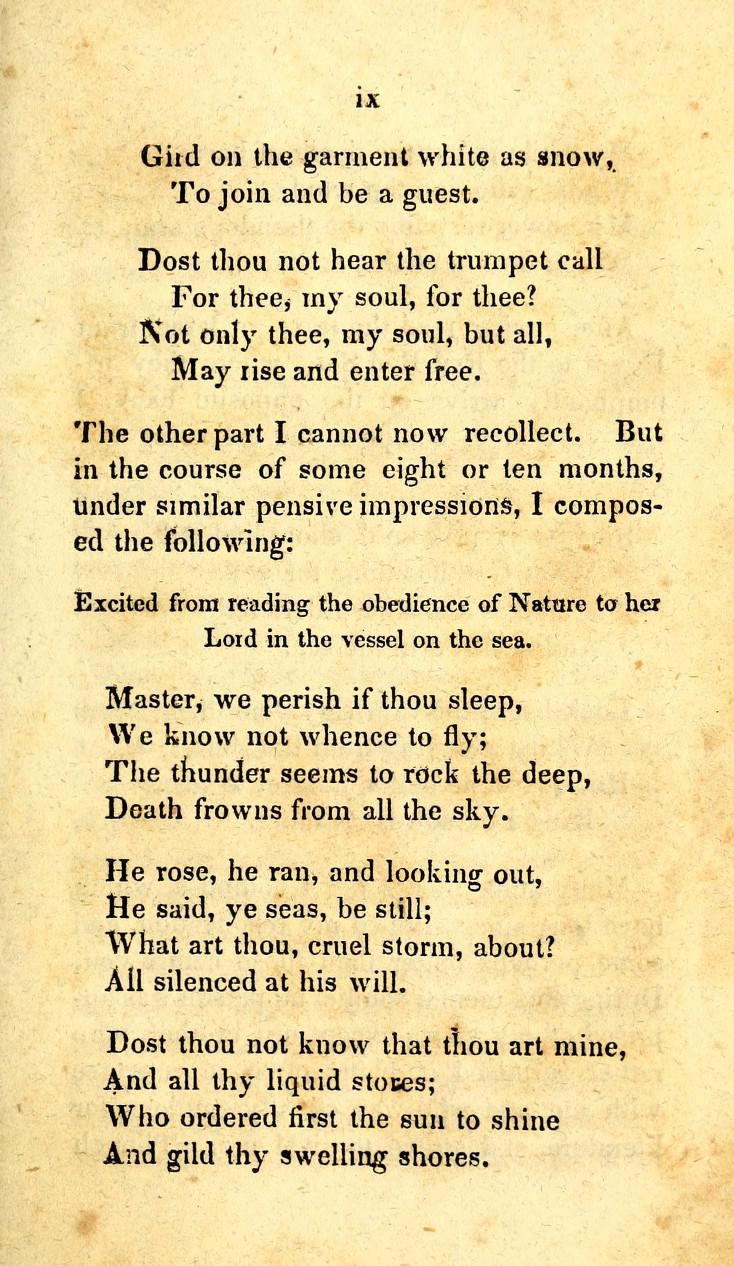 ix
Gird on the garment white as snow,
To join and be a guest.
Dost thou not hear the trumpet call
For thee, my soul, for thee?
Not only thee, my soul, but all,
May rise and enter free.
The other part I cannot now recollect. But
in the course of some eight or ten months,
under similar pensive impressions, I compos-
ed the following:
Excited from reading the obedience of Nature to her
Lord in the vessel on the sea.
Master, we perish if thou sleep,
We know not whence to fly;
The thunder seems to rock the deep,
Death frowns from all the sky.
He rose, he ran, and looking out,
He said, ye seas, be still;
What art thou, cruel storm, about?
All silenced at his will.
Dost thou not know that thou art mine,
And all thy liquid stores;
Who ordered first the sun to shine
And gild thy swelling shores.